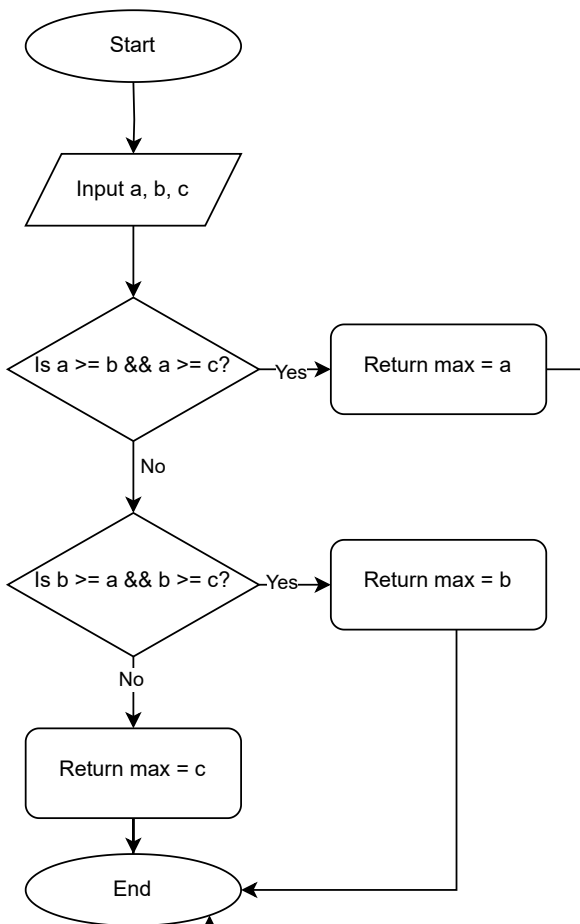 Start
Input a, b, c
Is a >= b && a >= c?
Yes
Return max = a
No
Is b >= a && b >= c?
Yes
Return max = b
No
Return max = c
End